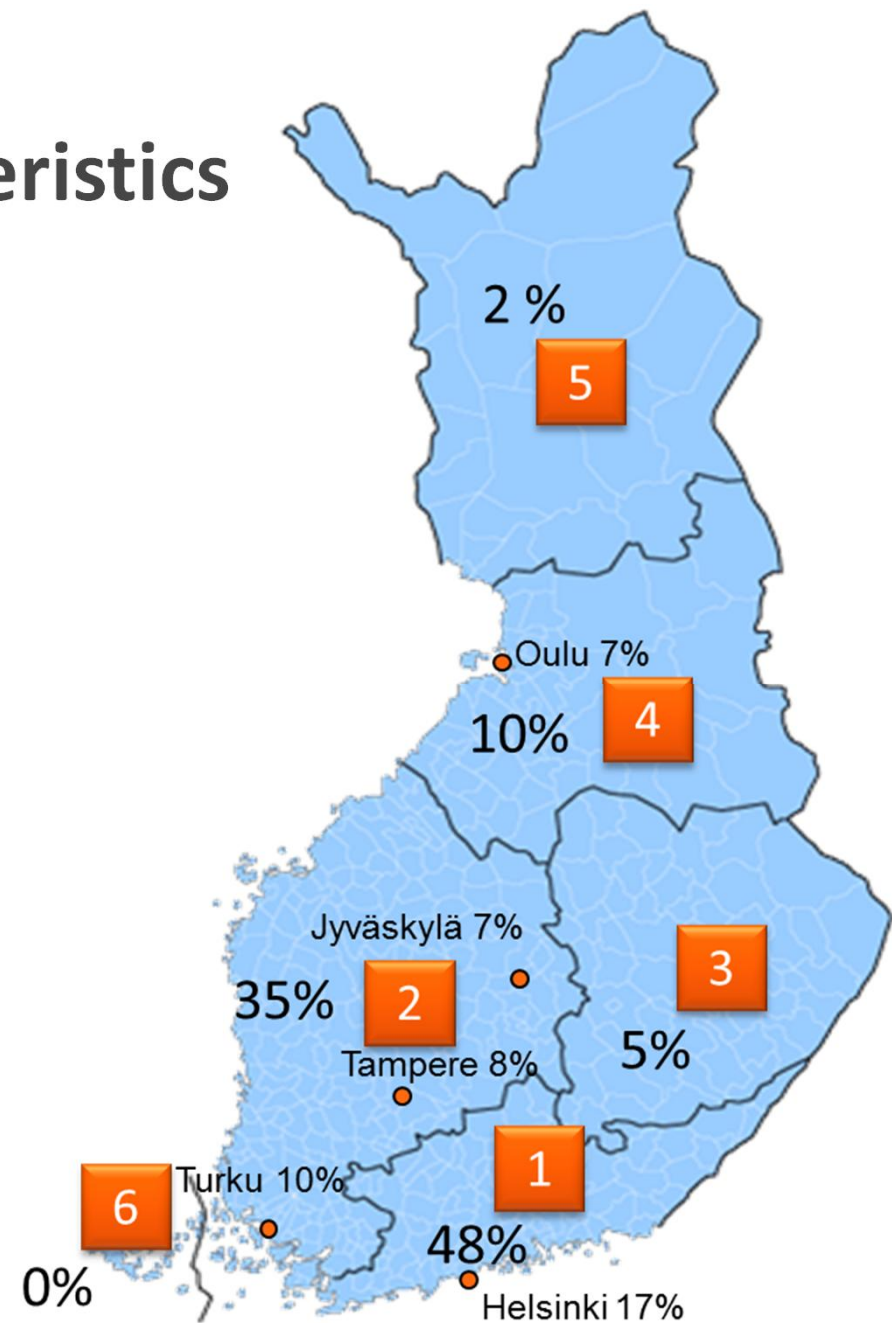 eristics
2 %
5
Oulu 7%
4
10%
Jyväskylä 7%
3
35%
2
5%
Tampere 8%
1
6
Turku 10%
48%
0%
Helsinki 17%